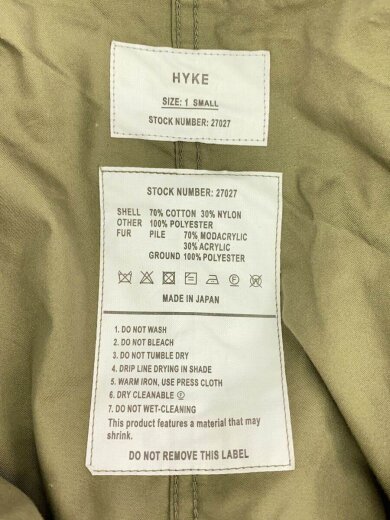 HYKE
SIZE: 1 SMALL
STOCK NUMBER: 27027
STOCK NUMBER: 27027
SHELL 70% COTTON 30% NYLON
OTHER 100% POLYESTER
FUR PILE 70% MODACRYLIC
30% ACRYLIC
GROUND 100% POLYESTER
MADE IN JAPAN
1. DO NOT WASH
2. DO NOT BLEACH
3. DO NOT TUMBLE DRY
4. DRIP LINE DRYING IN SHADE
5. WARM IRON, USE PRESS CLOTH
6. DRY CLEANABLE Ⓕ
7. DO NOT WET-CLEANING
This product features a material that may
shrink.
DO NOT REMOVE THIS LABEL